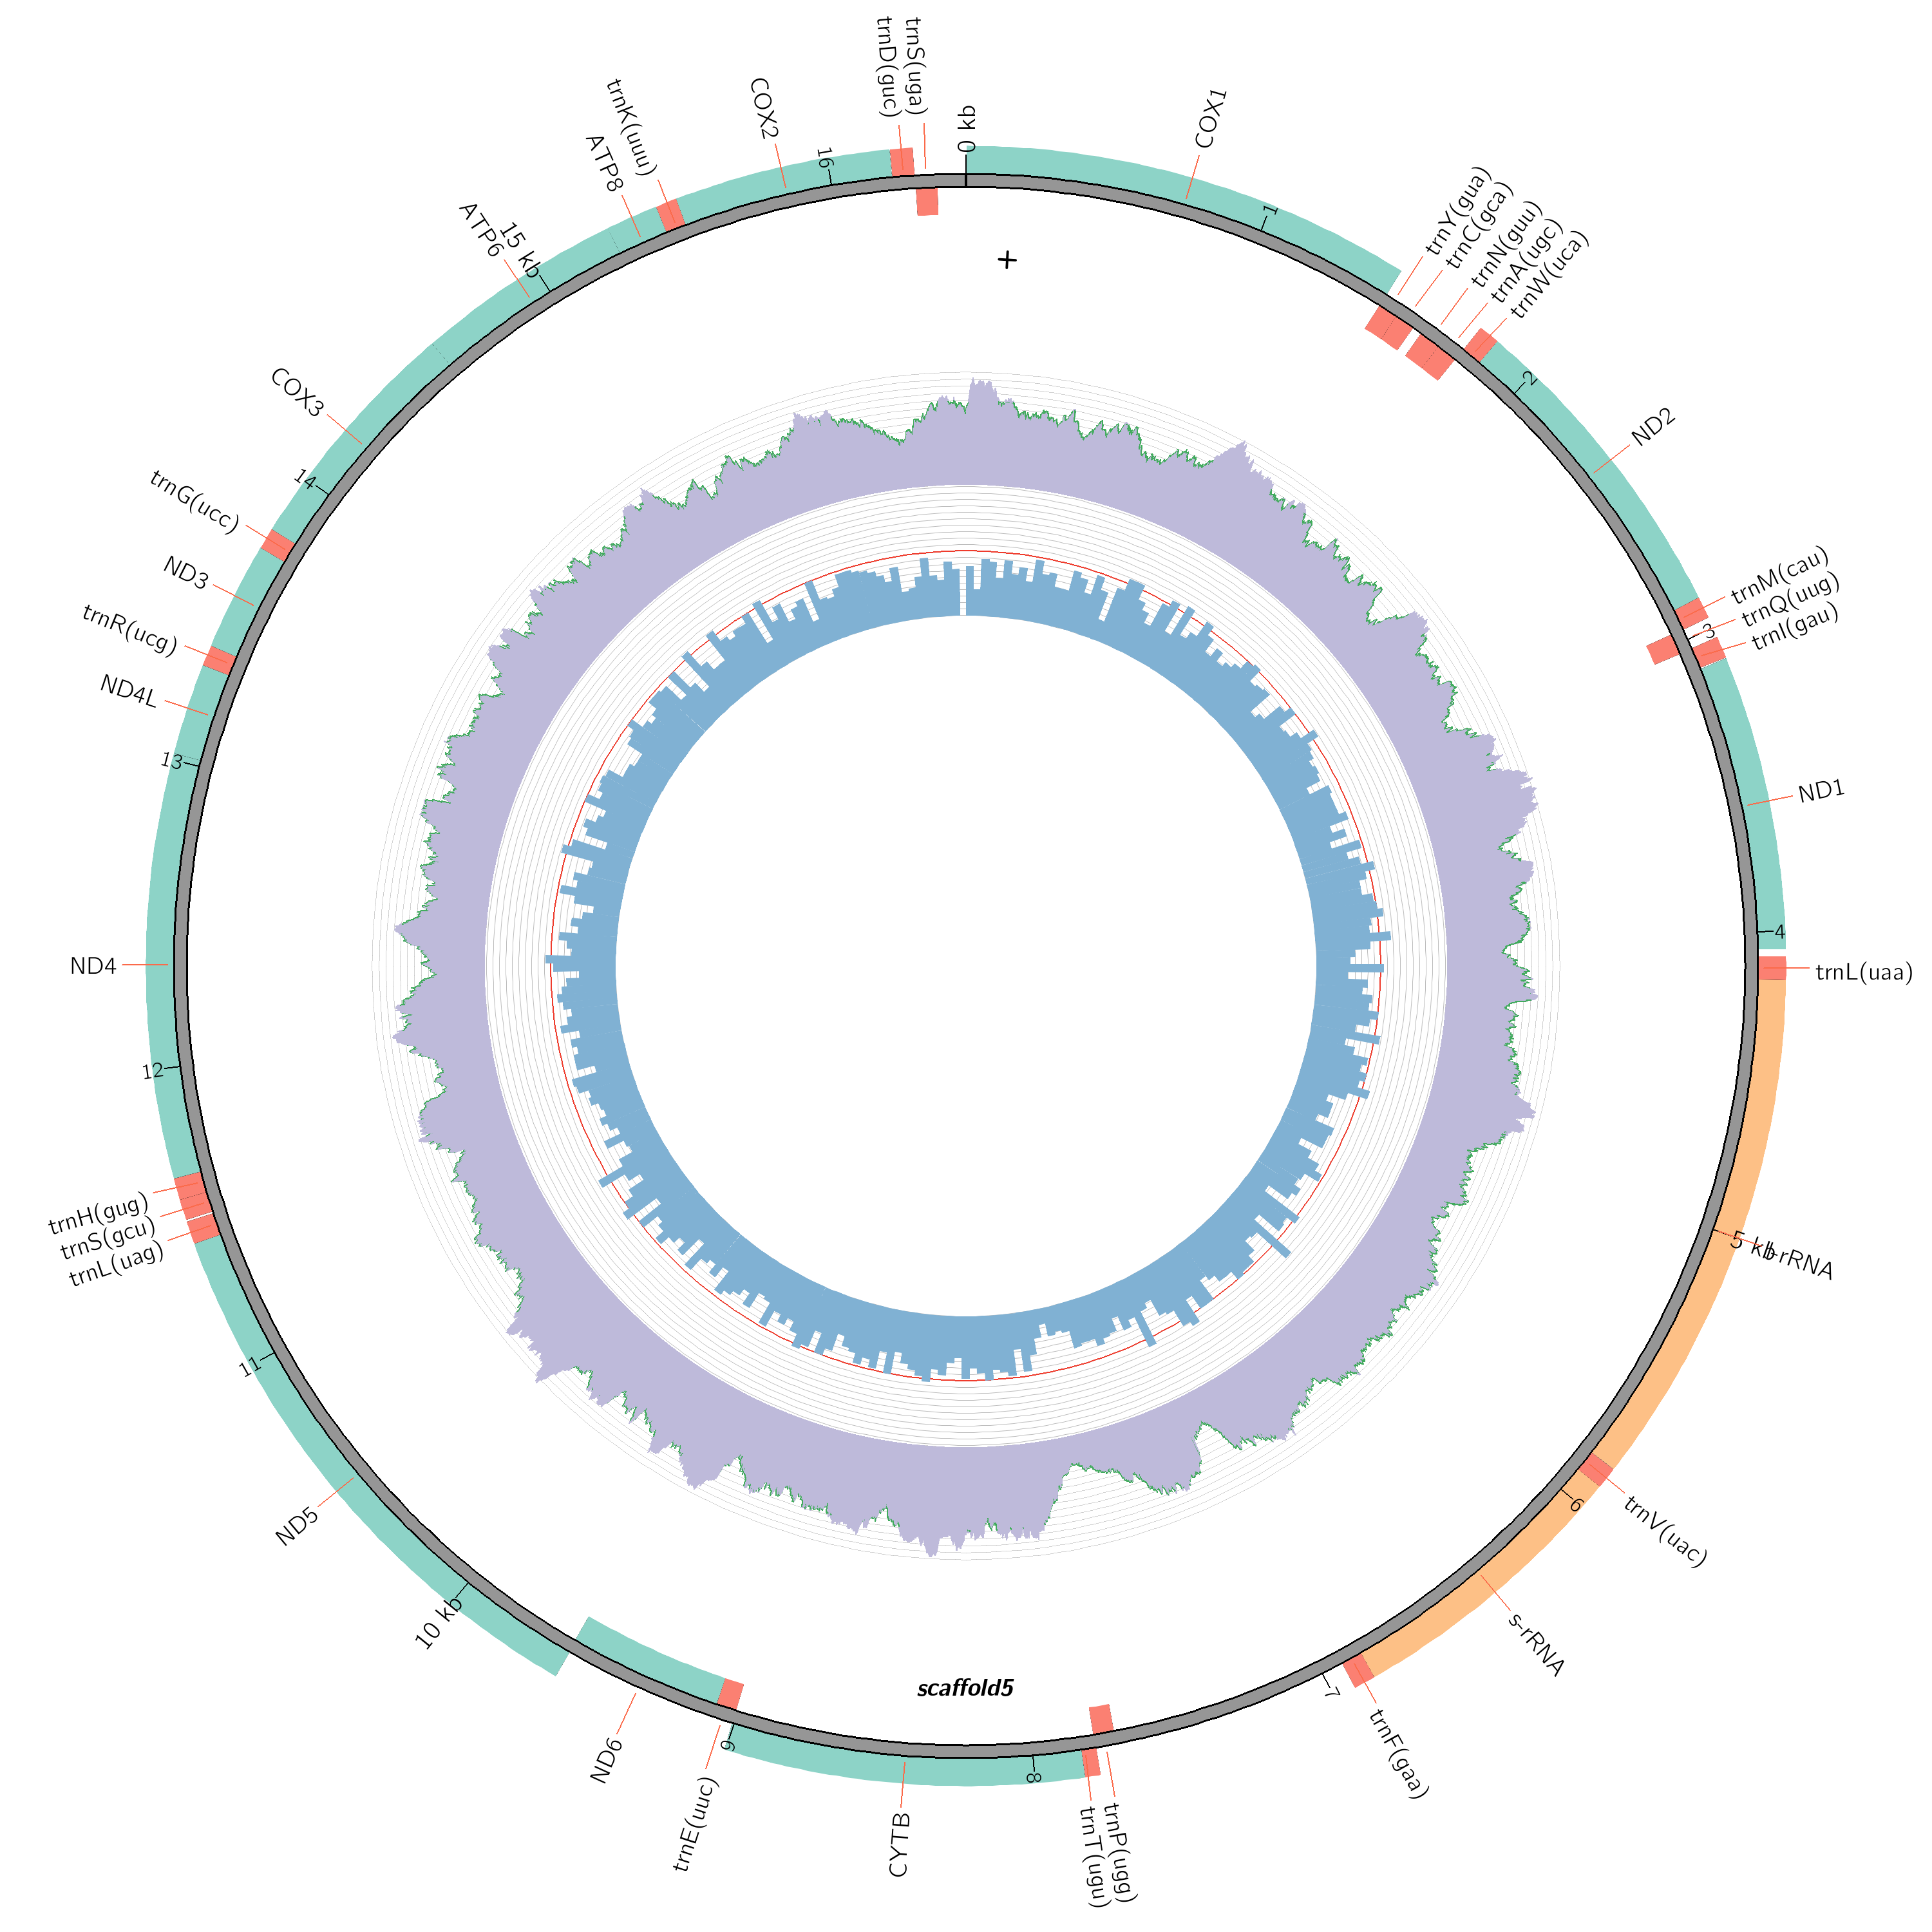 0 kb
COX1
1
trnY(gua)
trnC(gca)
trnN(guu)
trnA(ugc)
trnW(uca)
2
ND2
trnM(cau)
trnQ(uug)
3
trnI(gau)
ND1
4
trnL(uaa)
5 kb
l-rRNA
trnV(uac)
6
s-rRNA
trnF(gaa)
7
trnP(ugg)
trnT(ugu)
8
CYTB
9
trnE(uuc)
ND6
10 kb
ND5
11
trnL(uag)
trnS(gcu)
trnH(gug)
12
ND4
13
ND4L
trnR(ucg)
ND3
trnG(ucc)
14
COX3
15 kb
ATP6
ATP8
trnK(uuu)
COX2
16
trnD(guc)
trnS(uga)
+
scaffold5